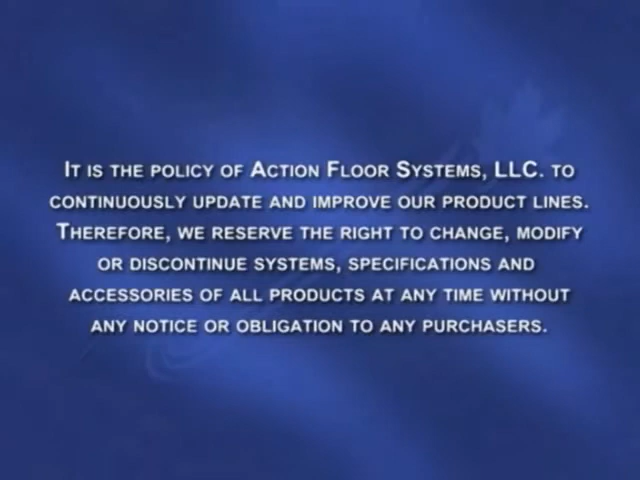 It is the policy of Action Floor Systems, LLC. to
continuously update and improve our product lines.
Therefore, we reserve the right to change, modify
or discontinue systems, specifications and
accessories of all products at any time without
any notice or obligation to any purchasers.